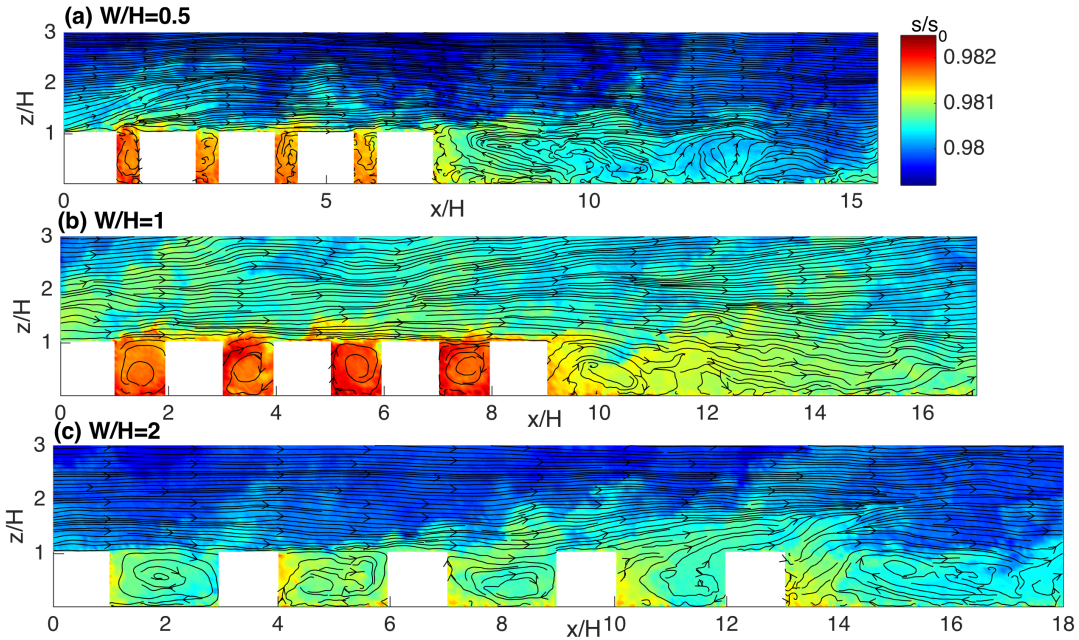 (a) W/H=0.5
s/s0
3
2
1
z/H
0.982
0.981
0.98
0 5 10 15
x/H
(b) W/H=1
3
2
1
z/H
0 2 4 6 8 10 12 14 16
x/H
(c) W/H=2
3
2
1
z/H
0 2 4 6 8 10 12 14 16 18
x/H